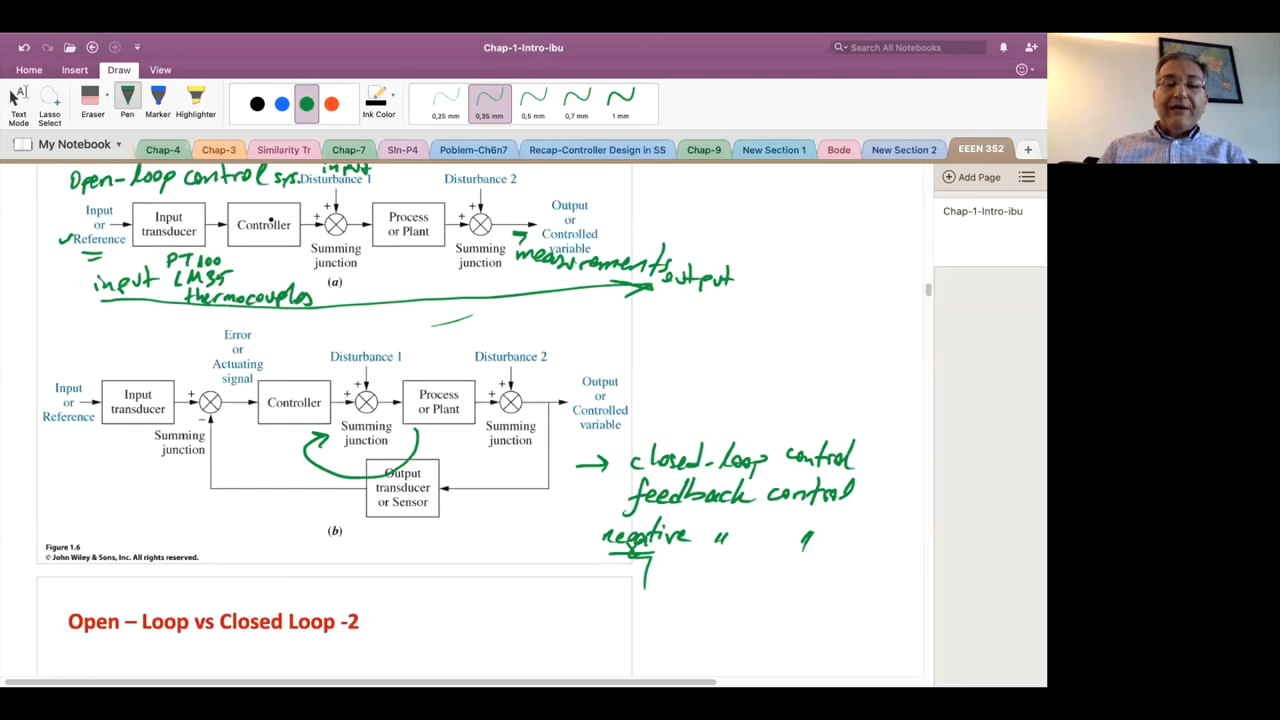 Chap-1-Intro-ibu
Search All Notebooks
Home Insert Draw View
Text Mode
Lasso Select
Eraser
Pen
Marker
Highlighter
Ink Color
0,25 mm
0,35 mm
0,5 mm
0,7 mm
1 mm
My Notebook
Chap-4
Chap-3
Similarity Tr
Chap-7
SIn-P4
Poblem-Ch6n7
Recap-Controller Design in SS
Chap-9
New Section 1
Bode
New Section 2
EEEN 352
Add Page
Chap-1-Intro-ibu
Open-loop control sys.
input
Disturbance 1
Disturbance 2
Input
or
Reference
Input
transducer
Controller
+
+
Summing
junction
Process
or Plant
+
+
Summing
junction
Output
or
Controlled
variable
measurements
output
input
PT100
LM35
thermocouples
(a)
Error
or
Actuating
signal
Disturbance 1
Disturbance 2
Input
or
Reference
Input
transducer
+
−
Summing
junction
Controller
+
+
Summing
junction
Process
or Plant
+
+
Summing
junction
Output
or
Controlled
variable
Output
transducer
or Sensor
(b)
→ closed-loop control
feedback control
negative " "
Figure 1.6
© John Wiley & Sons, Inc. All rights reserved.
Open – Loop vs Closed Loop -2